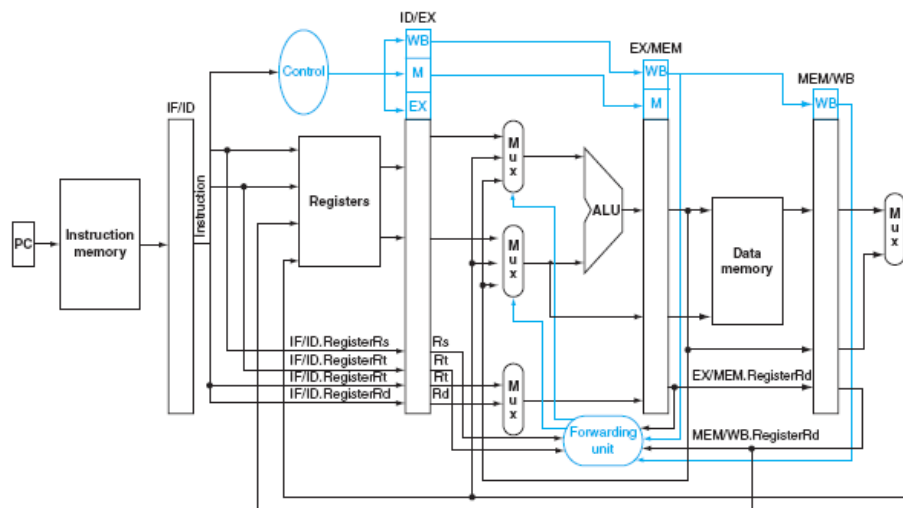 ID/EX
WB
M
EX
Control
EX/MEM
WB
M
MEM/WB
WB
IF/ID
PC
Instruction
memory
Instruction
Registers
M
u
x
M
u
x
ALU
Data
memory
M
u
x
IF/ID.RegisterRs
IF/ID.RegisterRt
IF/ID.RegisterRt
IF/ID.RegisterRd
Rs
Rt
Rt
Rd
M
u
x
EX/MEM.RegisterRd
Forwarding
unit
MEM/WB.RegisterRd